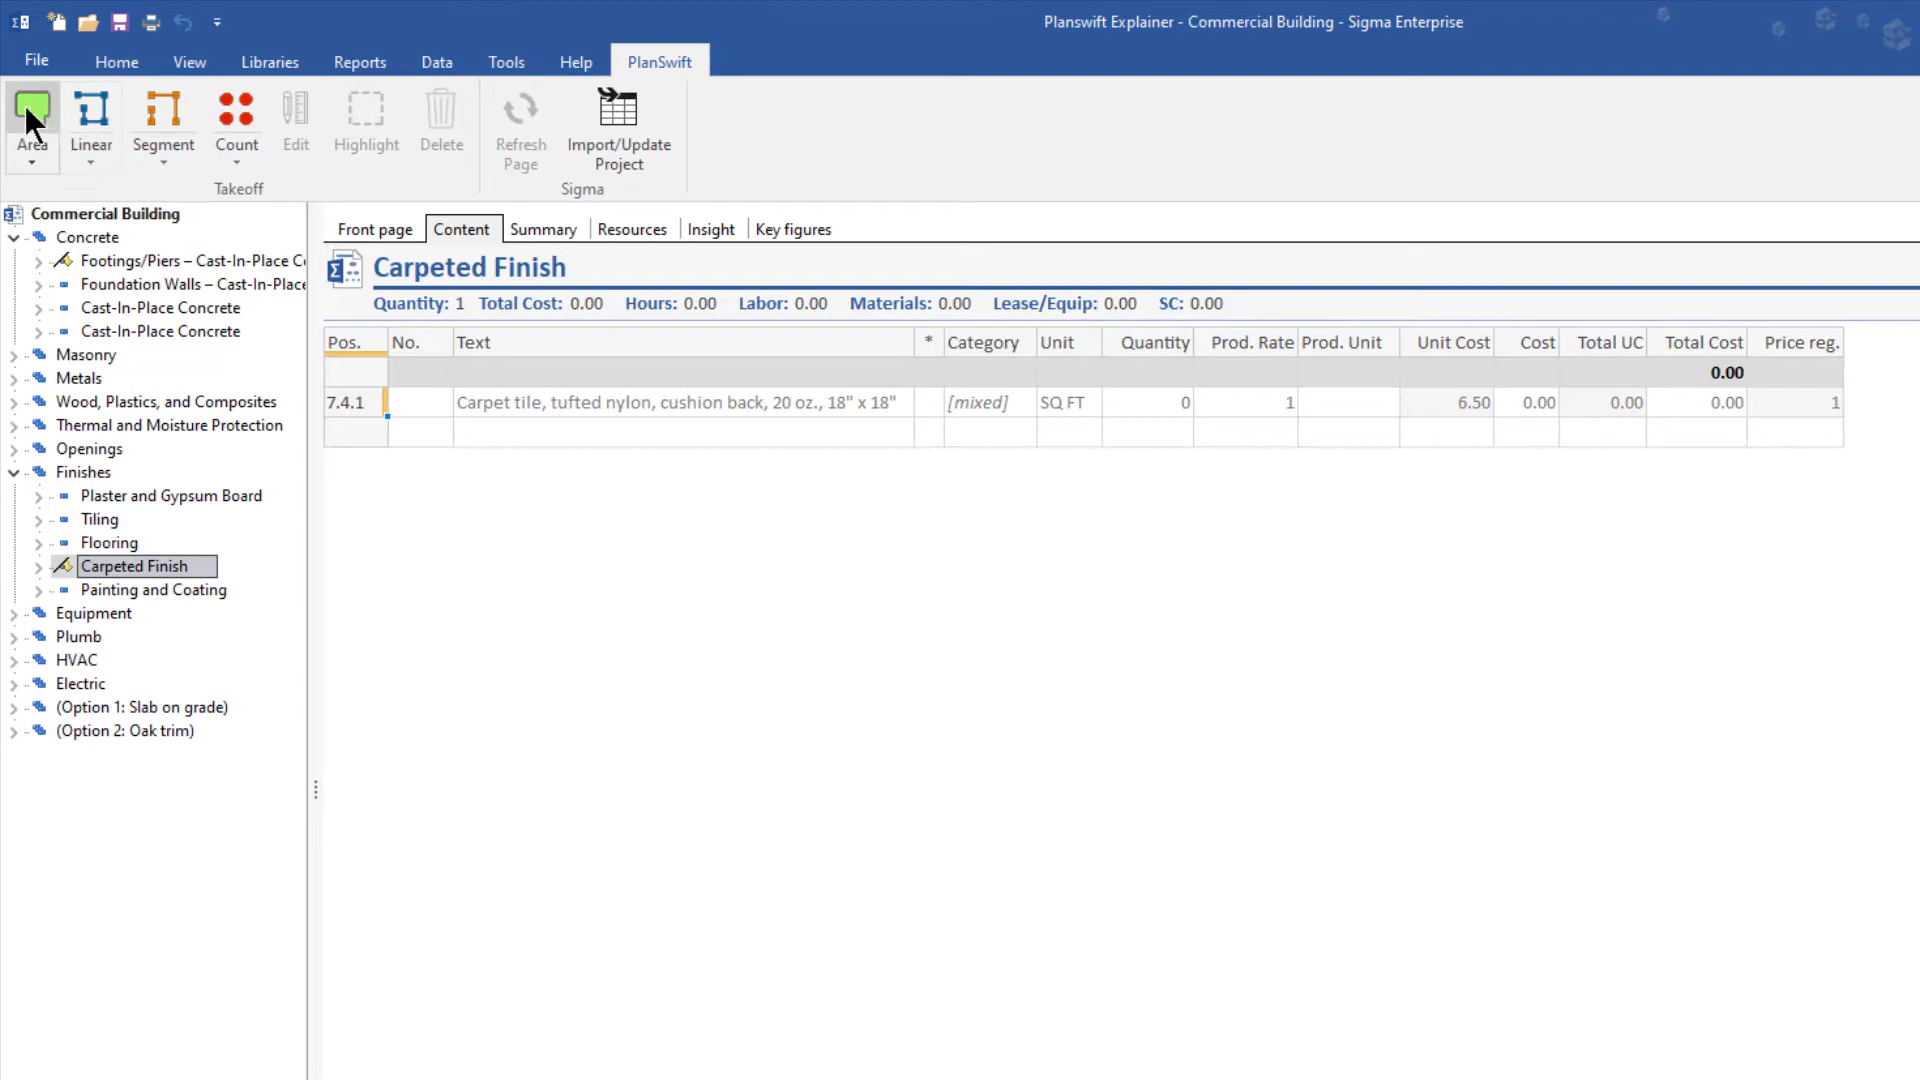 Planswift Explainer - Commercial Building - Sigma Enterprise
File Home View Libraries Reports Data Tools Help PlanSwift
Area Linear Segment Count Edit Highlight Delete Refresh Page Import/Update Project
Takeoff Sigma
Commercial Building
Concrete
Footings/Piers – Cast-In-Place C
Foundation Walls – Cast-In-Place
Cast-In-Place Concrete
Cast-In-Place Concrete
Masonry
Metals
Wood, Plastics, and Composites
Thermal and Moisture Protection
Openings
Finishes
Plaster and Gypsum Board
Tiling
Flooring
Carpeted Finish
Painting and Coating
Equipment
Plumb
HVAC
Electric
(Option 1: Slab on grade)
(Option 2: Oak trim)
Front page Content Summary Resources Insight Key figures
Carpeted Finish
Quantity: 1 Total Cost: 0.00 Hours: 0.00 Labor: 0.00 Materials: 0.00 Lease/Equip: 0.00 SC: 0.00
Pos. No. Text * Category Unit Quantity Prod. Rate Prod. Unit Unit Cost Cost Total UC Total Cost Price reg.
0.00
7.4.1 Carpet tile, tufted nylon, cushion back, 20 oz., 18" x 18" [mixed] SQ FT 0 1 6.50 0.00 0.00 0.00 1